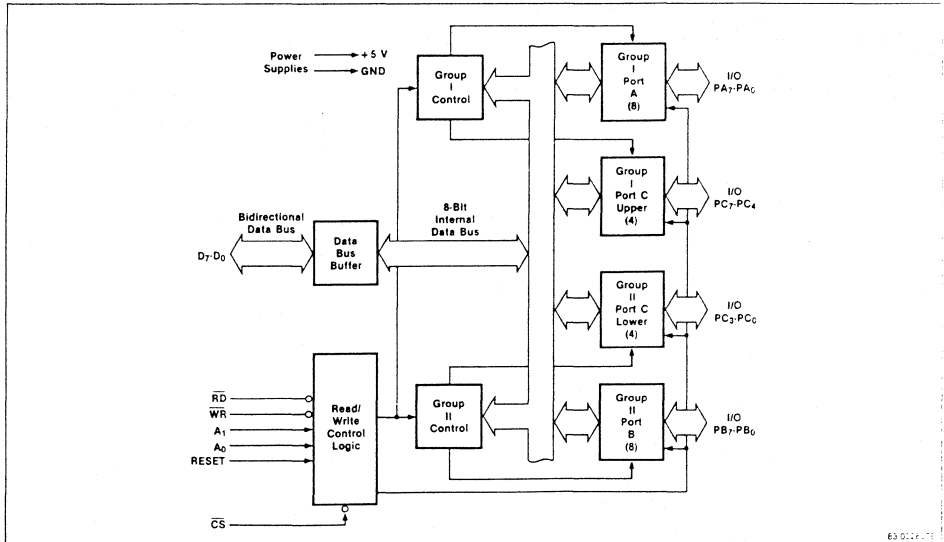 Power
Supplies
+5 V
GND
Group
I
Control
Group
I
Port
A
(8)
I/O
PA7-PA0
Group
I
Port C
Upper
(4)
I/O
PC7-PC4
Bidirectional
Data Bus
D7-D0
Data
Bus
Buffer
8-Bit
Internal
Data Bus
Group
II
Port C
Lower
(4)
I/O
PC3-PC0
RD
WR
A1
A0
RESET
CS
Read/
Write
Control
Logic
Group
II
Control
Group
II
Port
B
(8)
I/O
PB7-PB0